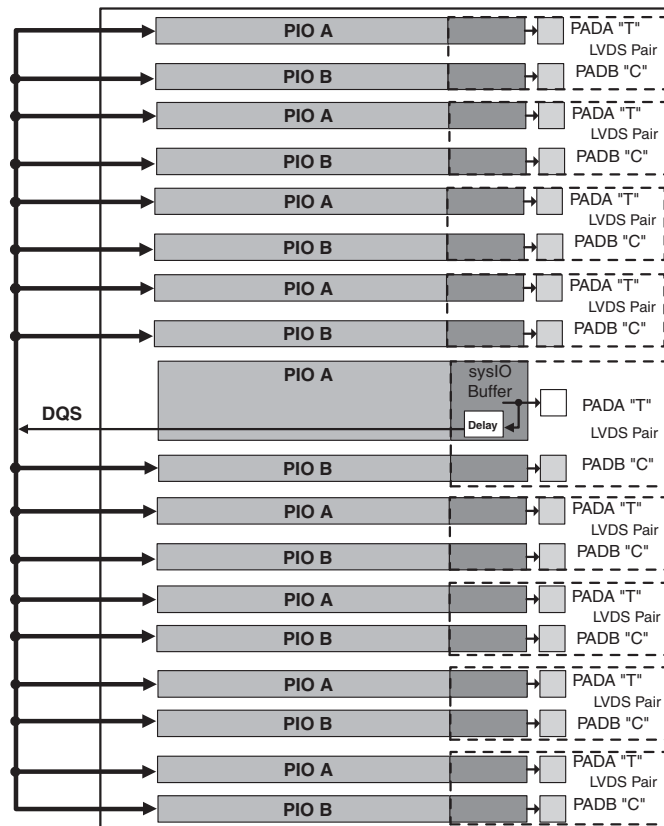 PIO A
PADA "T"
LVDS Pair
PIO B
PADB "C"
PIO A
PADA "T"
LVDS Pair
PIO B
PADB "C"
PIO A
PADA "T"
LVDS Pair
PIO B
PADB "C"
PIO A
PADA "T"
LVDS Pair
PIO B
PADB "C"
PIO A
sysIO
Buffer
PADA "T"
DQS
Delay
LVDS Pair
PIO B
PADB "C"
PIO A
PADA "T"
LVDS Pair
PIO B
PADB "C"
PIO A
PADA "T"
LVDS Pair
PIO B
PADB "C"
PIO A
PADA "T"
LVDS Pair
PIO B
PADB "C"
PIO A
PADA "T"
LVDS Pair
PIO B
PADB "C"